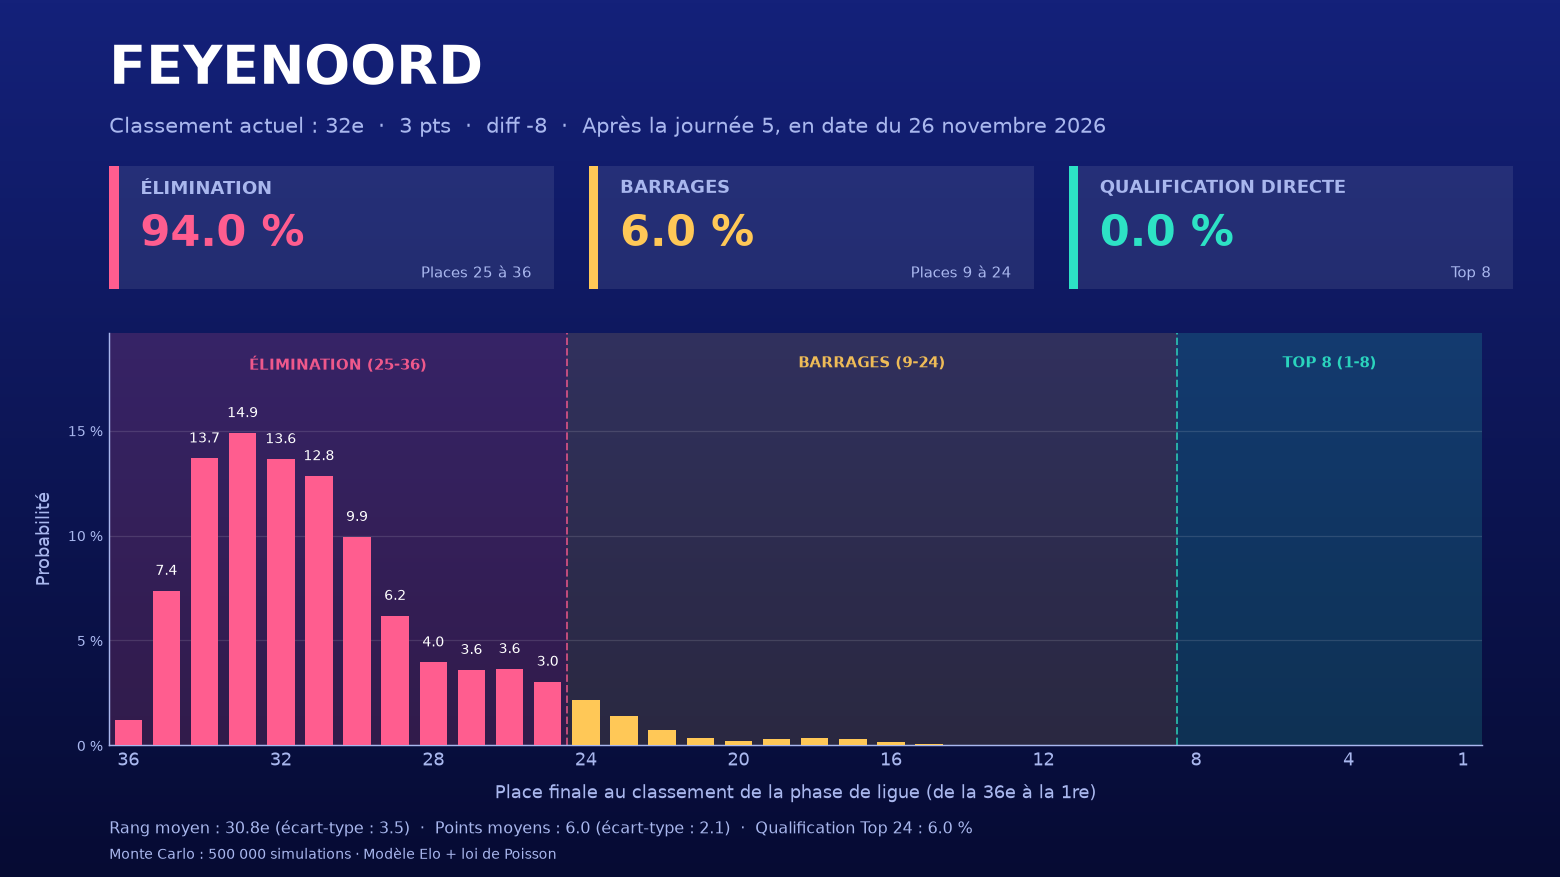 FEYENOORD
Classement actuel : 32e · 3 pts · diff -8 · Après la journée 5, en date du 26 novembre 2026
ÉLIMINATION
94.0 %
Places 25 à 36
BARRAGES
6.0 %
Places 9 à 24
QUALIFICATION DIRECTE
0.0 %
Top 8
ÉLIMINATION (25-36)
BARRAGES (9-24)
TOP 8 (1-8)
Probabilité
15 %
10 %
5 %
0 %
7.4
13.7
14.9
13.6
12.8
9.9
6.2
4.0
3.6
3.6
3.0
36
32
28
24
20
16
12
8
4
1
Place finale au classement de la phase de ligue (de la 36e à la 1re)
Rang moyen : 30.8e (écart-type : 3.5) · Points moyens : 6.0 (écart-type : 2.1) · Qualification Top 24 : 6.0 %
Monte Carlo : 500 000 simulations · Modèle Elo + loi de Poisson